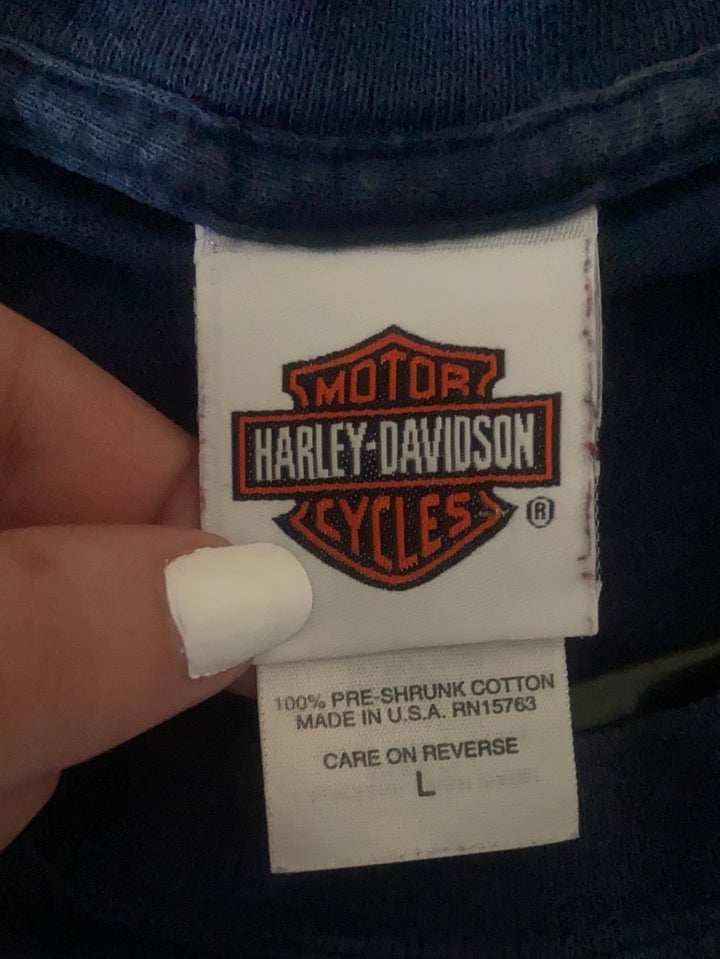 MOTOR
HARLEY-DAVIDSON
CYCLES
®
100% PRE-SHRUNK COTTON
MADE IN U.S.A. RN15763
CARE ON REVERSE
L